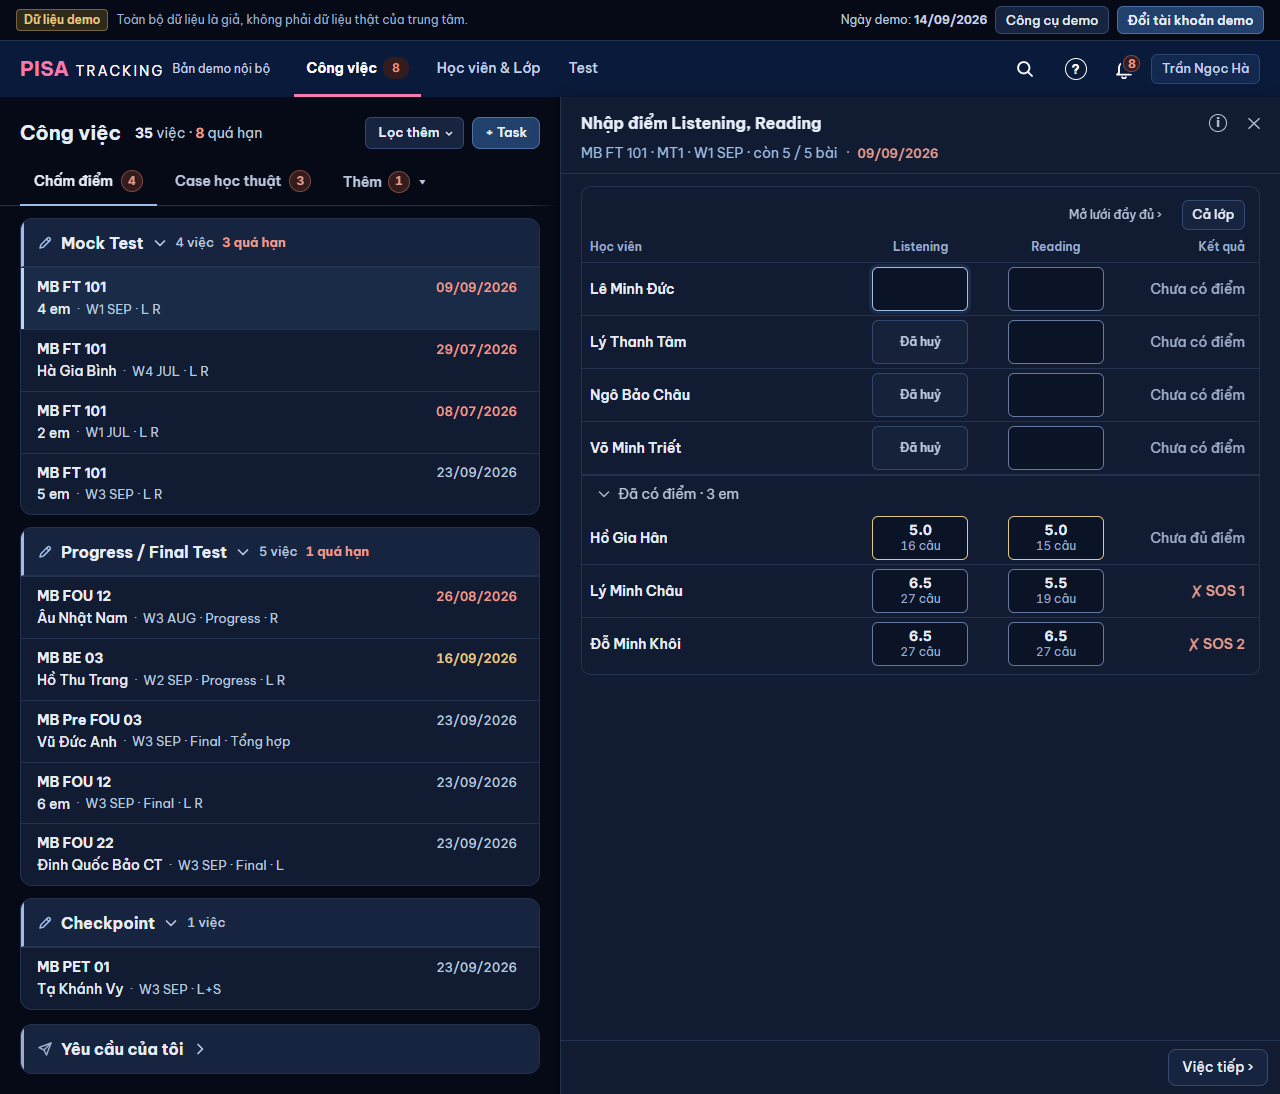 Dữ liệu demo Toàn bộ dữ liệu là giả, không phải dữ liệu thật của trung tâm. Ngày demo: 14/09/2026 Công cụ demo Đổi tài khoản demo
PISA TRACKING Bản demo nội bộ Công việc 8 Học viên & Lớp Test ? 8 Trần Ngọc Hà
Công việc 35 việc · 8 quá hạn Lọc thêm + Task
Chấm điểm 4 Case học thuật 3 Thêm 1
Mock Test 4 việc 3 quá hạn
MB FT 101 09/09/2026
4 em · W1 SEP · L R
MB FT 101 29/07/2026
Hà Gia Bình · W4 JUL · L R
MB FT 101 08/07/2026
2 em · W1 JUL · L R
MB FT 101 23/09/2026
5 em · W3 SEP · L R
Progress / Final Test 5 việc 1 quá hạn
MB FOU 12 26/08/2026
Âu Nhật Nam · W3 AUG · Progress · R
MB BE 03 16/09/2026
Hồ Thu Trang · W2 SEP · Progress · L R
MB Pre FOU 03 23/09/2026
Vũ Đức Anh · W3 SEP · Final · Tổng hợp
MB FOU 12 23/09/2026
6 em · W3 SEP · Final · L R
MB FOU 22 23/09/2026
Đinh Quốc Bảo CT · W3 SEP · Final · L
Checkpoint 1 việc
MB PET 01 23/09/2026
Tạ Khánh Vy · W3 SEP · L+S
Yêu cầu của tôi
Nhập điểm Listening, Reading
MB FT 101 · MT1 · W1 SEP · còn 5 / 5 bài · 09/09/2026
Mở lưới đầy đủ › Cả lớp
Học viên Listening Reading Kết quả
Lê Minh Đức Chưa có điểm
Lý Thanh Tâm Đã huỷ Chưa có điểm
Ngô Bảo Châu Đã huỷ Chưa có điểm
Võ Minh Triết Đã huỷ Chưa có điểm
Đã có điểm · 3 em
Hồ Gia Hân 5.0 5.0 Chưa đủ điểm
16 câu 15 câu
Lý Minh Châu 6.5 5.5 ✗ SOS 1
27 câu 19 câu
Đỗ Minh Khôi 6.5 6.5 ✗ SOS 2
27 câu 27 câu
Việc tiếp ›